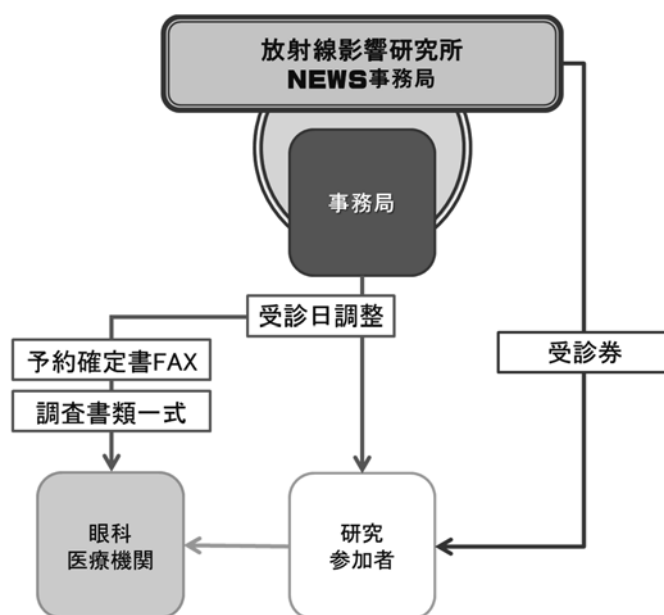 放射線影響研究所
NEWS事務局
事務局
受診日調整
受診券
予約確定書FAX
調査書類一式
眼科
医療機関
研究
参加者